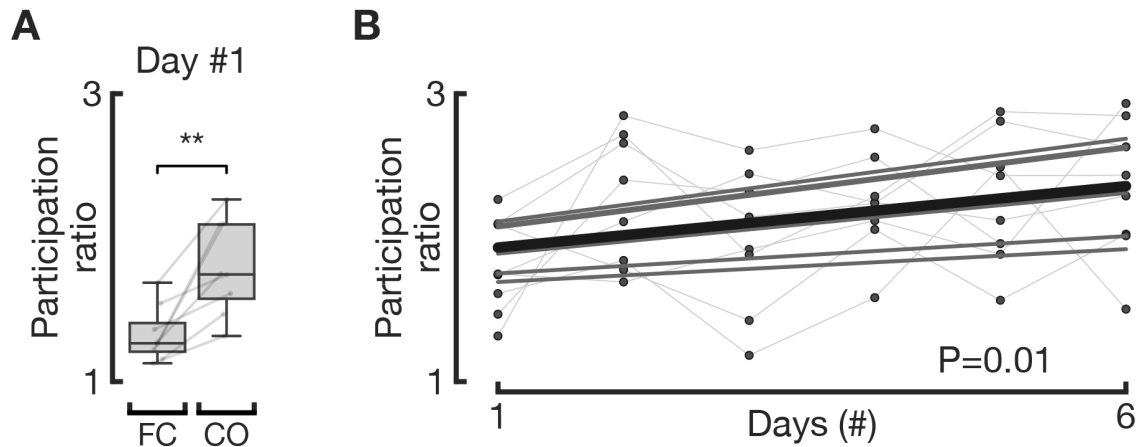 A
Day #1
3
**
Participation
ratio
1
FC
CO
B
3
Participation
ratio
1
P=0.01
1
Days (#)
6